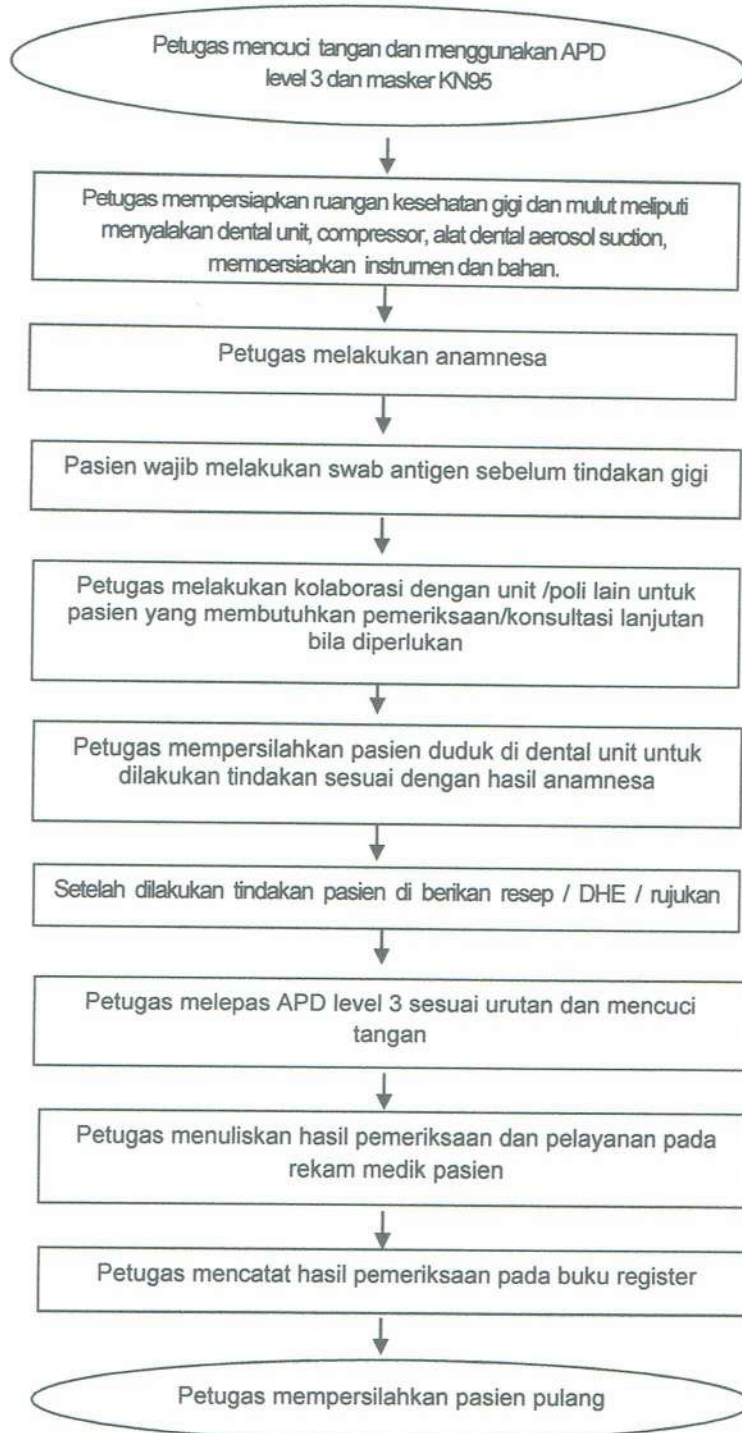 Petugas mencuci tangan dan menggunakan APD
level 3 dan masker KN95
Petugas mempersiapkan ruangan kesehatan gigi dan mulut meliputi
menyalakan dental unit, compressor, alat dental aerosol suction,
mempersiapkan instrumen dan bahan.
Petugas melakukan anamnesa
Pasien wajib melakukan swab antigen sebelum tindakan gigi
Petugas melakukan kolaborasi dengan unit /poli lain untuk
pasien yang membutuhkan pemeriksaan/konsultasi lanjutan
bila diperlukan
Petugas mempersilahkan pasien duduk di dental unit untuk
dilakukan tindakan sesuai dengan hasil anamnesa
Setelah dilakukan tindakan pasien di berikan resep / DHE / rujukan
Petugas melepas APD level 3 sesuai urutan dan mencuci
tangan
Petugas menuliskan hasil pemeriksaan dan pelayanan pada
rekam medik pasien
Petugas mencatat hasil pemeriksaan pada buku register
Petugas mempersilahkan pasien pulang